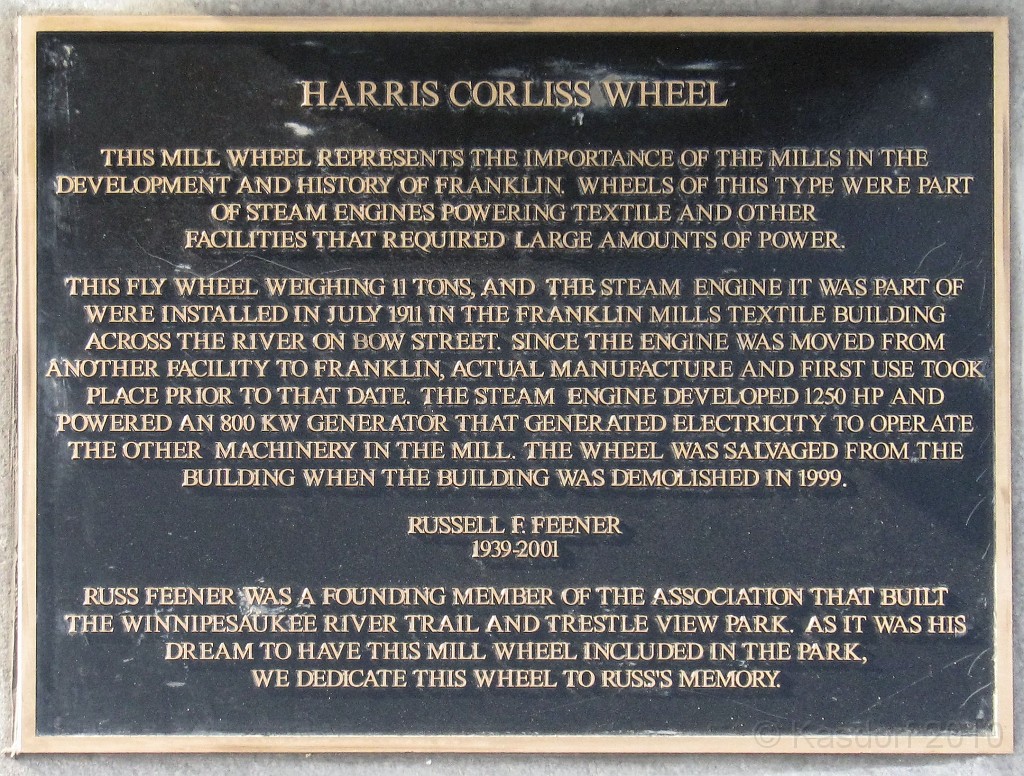 HARRIS CORLISS WHEEL
THIS MILL WHEEL REPRESENTS THE IMPORTANCE OF THE MILLS IN THE
DEVELOPMENT AND HISTORY OF FRANKLIN. WHEELS OF THIS TYPE WERE PART
OF STEAM ENGINES POWERING TEXTILE AND OTHER
FACILITIES THAT REQUIRED LARGE AMOUNTS OF POWER.
THIS FLY WHEEL WEIGHING 11 TONS, AND THE STEAM ENGINE IT WAS PART OF
WERE INSTALLED IN JULY 1911 IN THE FRANKLIN MILLS TEXTILE BUILDING
ACROSS THE RIVER ON BOW STREET. SINCE THE ENGINE WAS MOVED FROM
ANOTHER FACILITY TO FRANKLIN, ACTUAL MANUFACTURE AND FIRST USE TOOK
PLACE PRIOR TO THAT DATE. THE STEAM ENGINE DEVELOPED 1250 HP AND
POWERED AN 800 KW GENERATOR THAT GENERATED ELECTRICITY TO OPERATE
THE OTHER MACHINERY IN THE MILL. THE WHEEL WAS SALVAGED FROM THE
BUILDING WHEN THE BUILDING WAS DEMOLISHED IN 1999.
RUSSELL F. FEENER
1939-2001
RUSS FEENER WAS A FOUNDING MEMBER OF THE ASSOCIATION THAT BUILT
THE WINNIPESAUKEE RIVER TRAIL AND TRESTLE VIEW PARK. AS IT WAS HIS
DREAM TO HAVE THIS MILL WHEEL INCLUDED IN THE PARK,
WE DEDICATE THIS WHEEL TO RUSS'S MEMORY.
© Kasdorf 2010